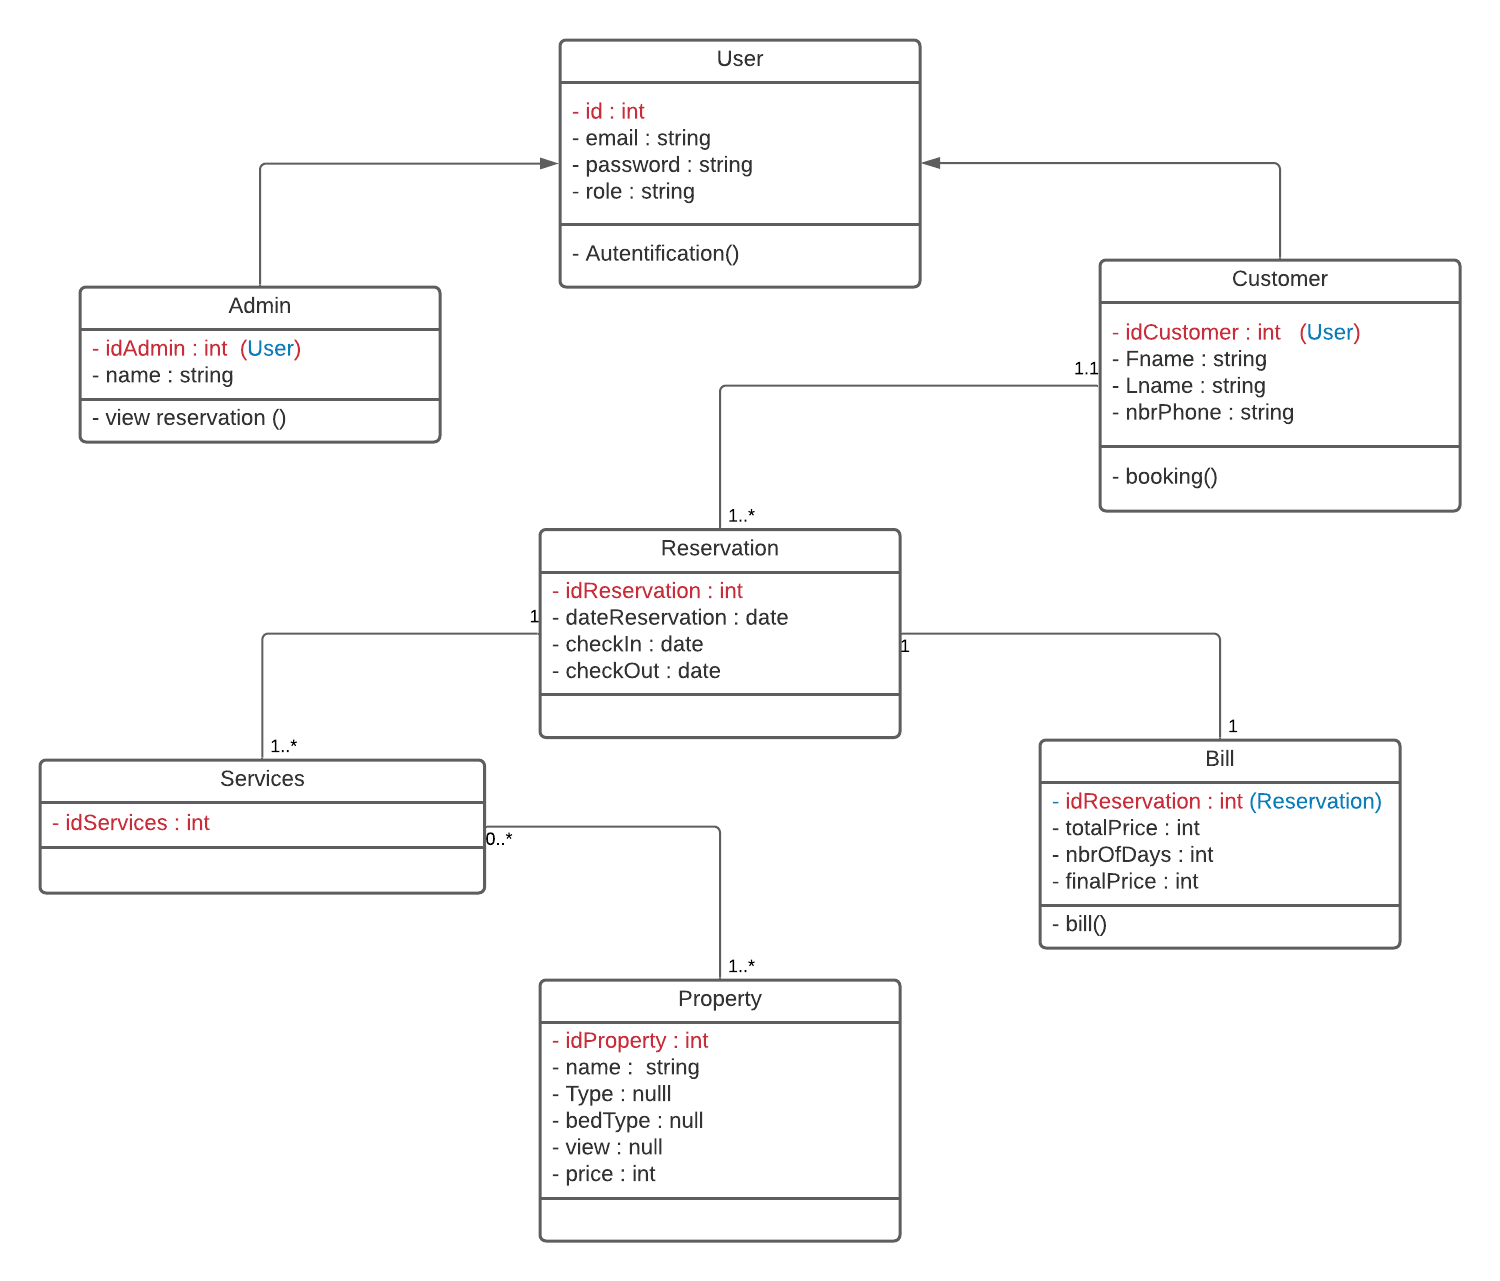 User
- id : int
- email : string
- password : string
- role : string
- Autentification()
Admin
- idAdmin : int  (User)
- name : string
- view reservation ()
Customer
- idCustomer : int   (User)
- Fname : string
- Lname : string
- nbrPhone : string
- booking()
1.1
1..*
Reservation
- idReservation : int
- dateReservation : date
- checkIn : date
- checkOut : date
1
1
1..*
1
Services
- idServices : int
0..*
Bill
- idReservation : int (Reservation)
- totalPrice : int
- nbrOfDays : int
- finalPrice : int
- bill()
1..*
Property
- idProperty : int
- name :  string
- Type : nulll
- bedType : null
- view : null
- price : int